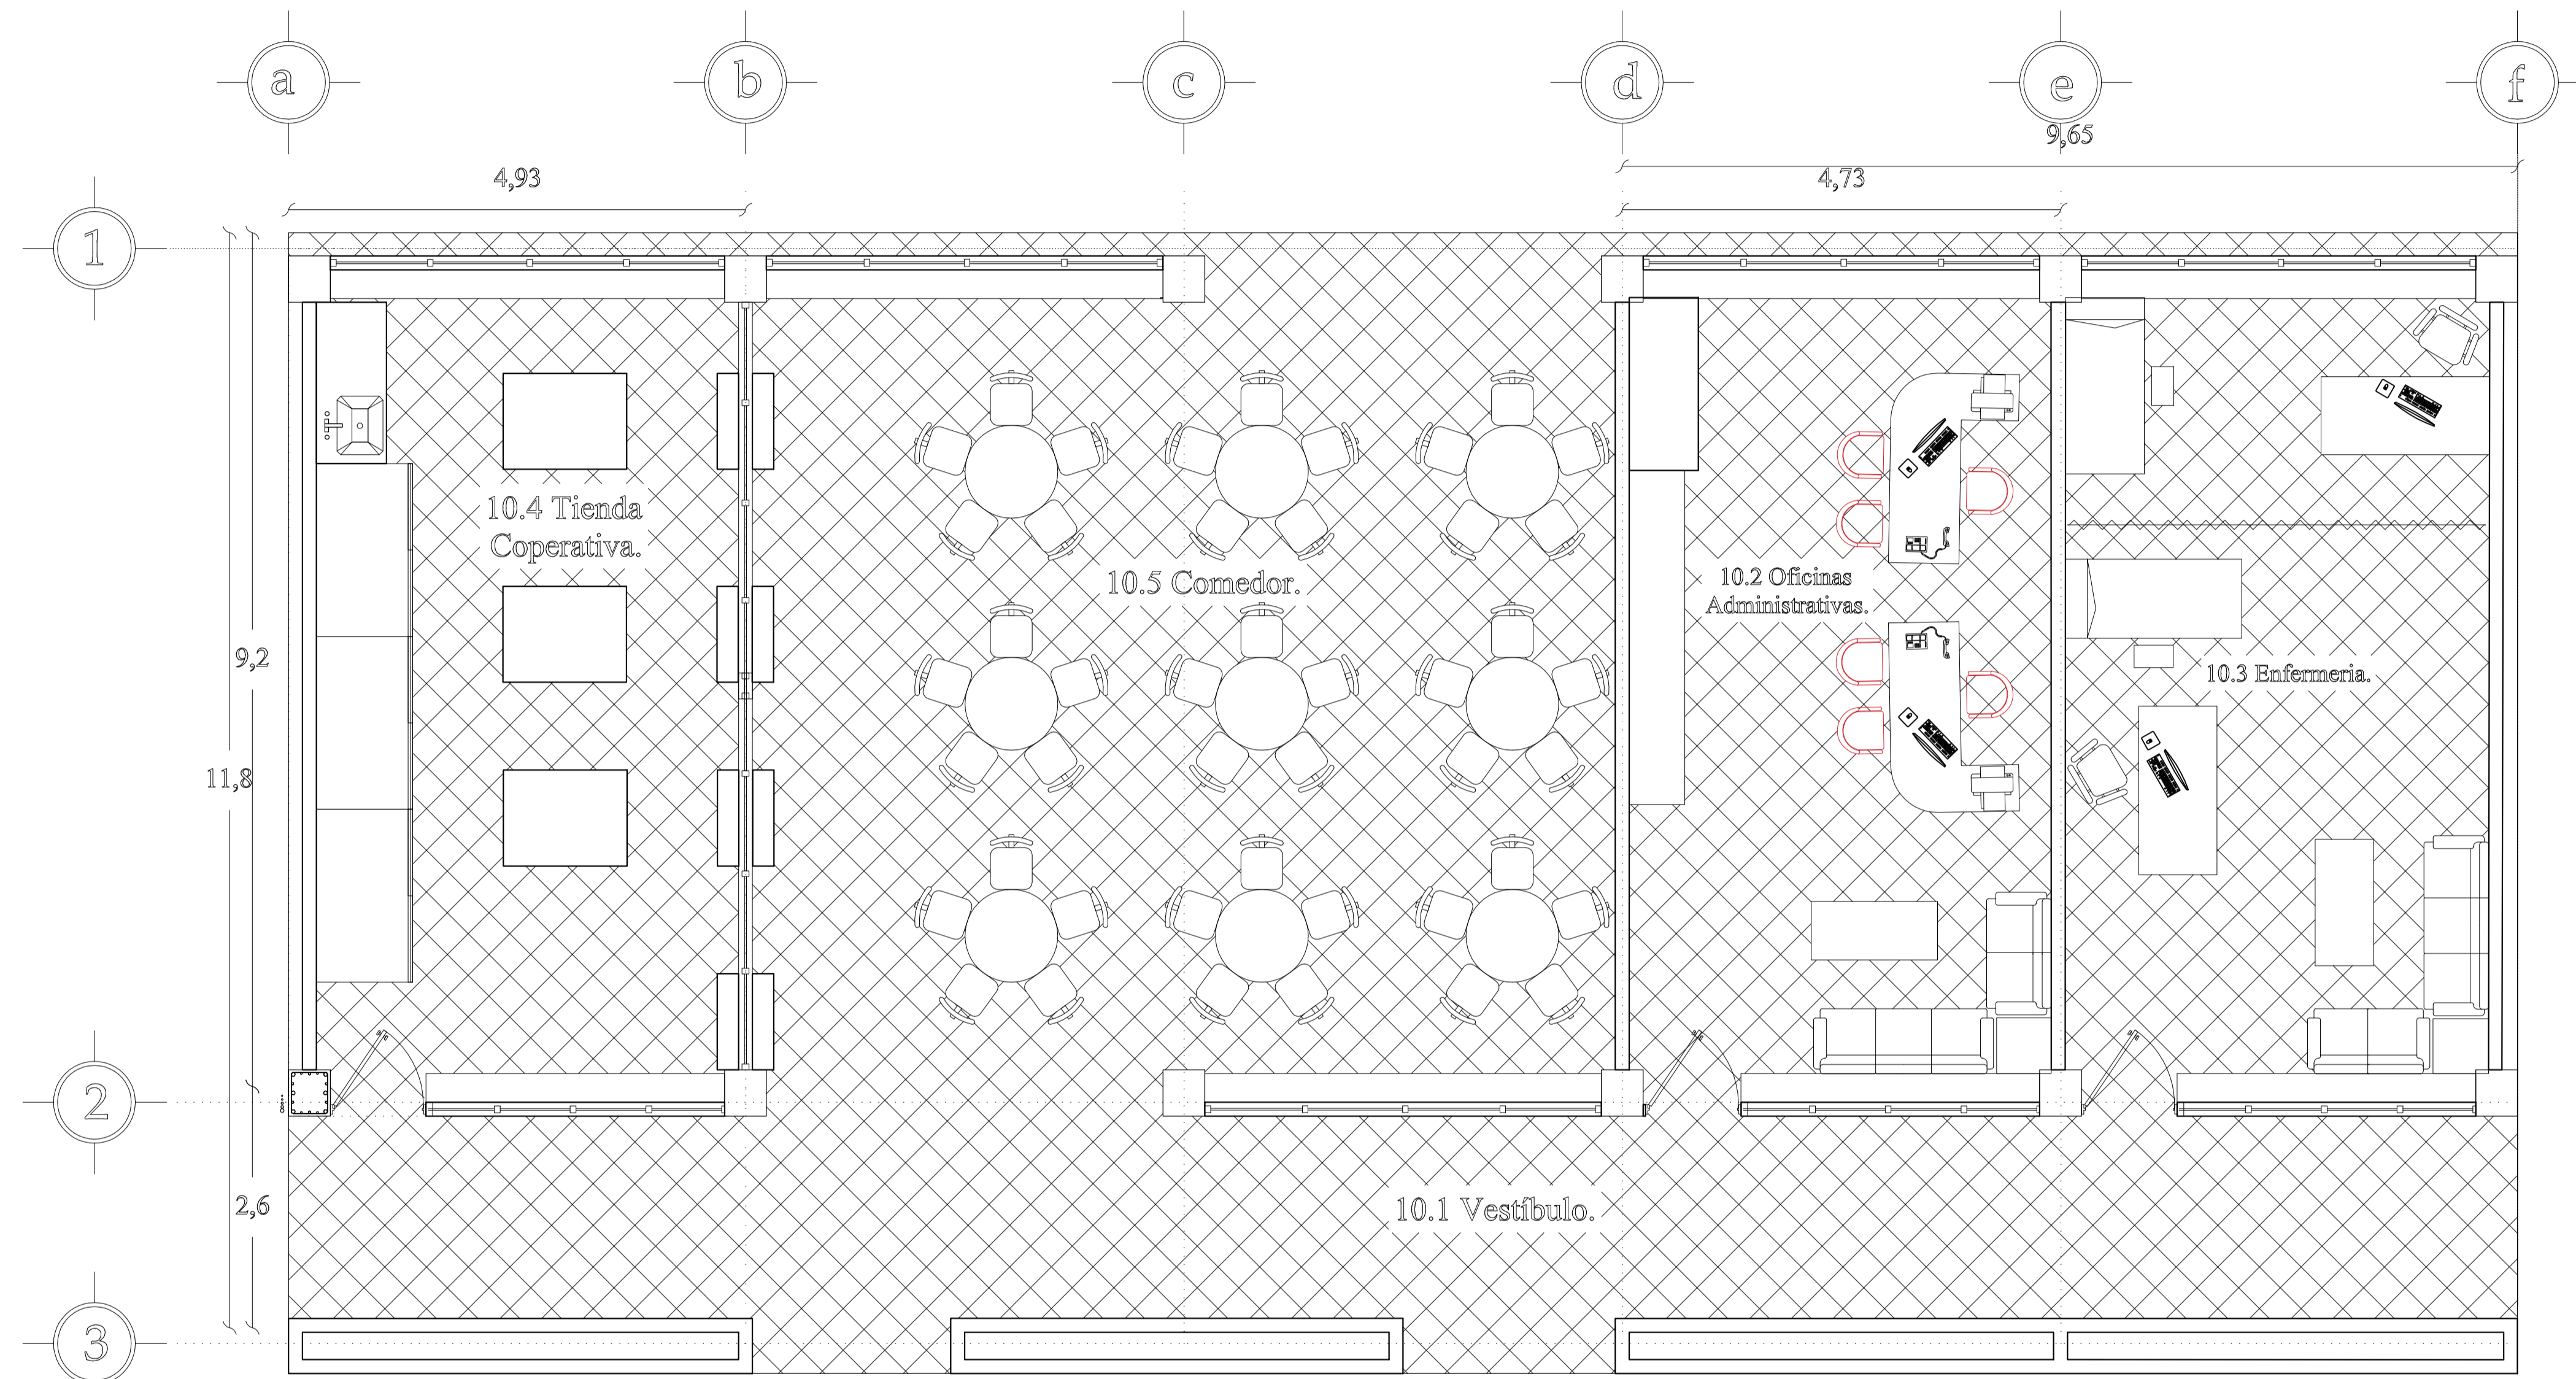 a
b
c
d
e
f
9,65
4,93
4,73
1
10.4 Tienda
Coperativa.
10.5 Comedor.
10.2 Oficinas
Administrativas.
9,2
10.3 Enfermeria.
11,8
2
2,6
10.1 Vestíbulo.
3